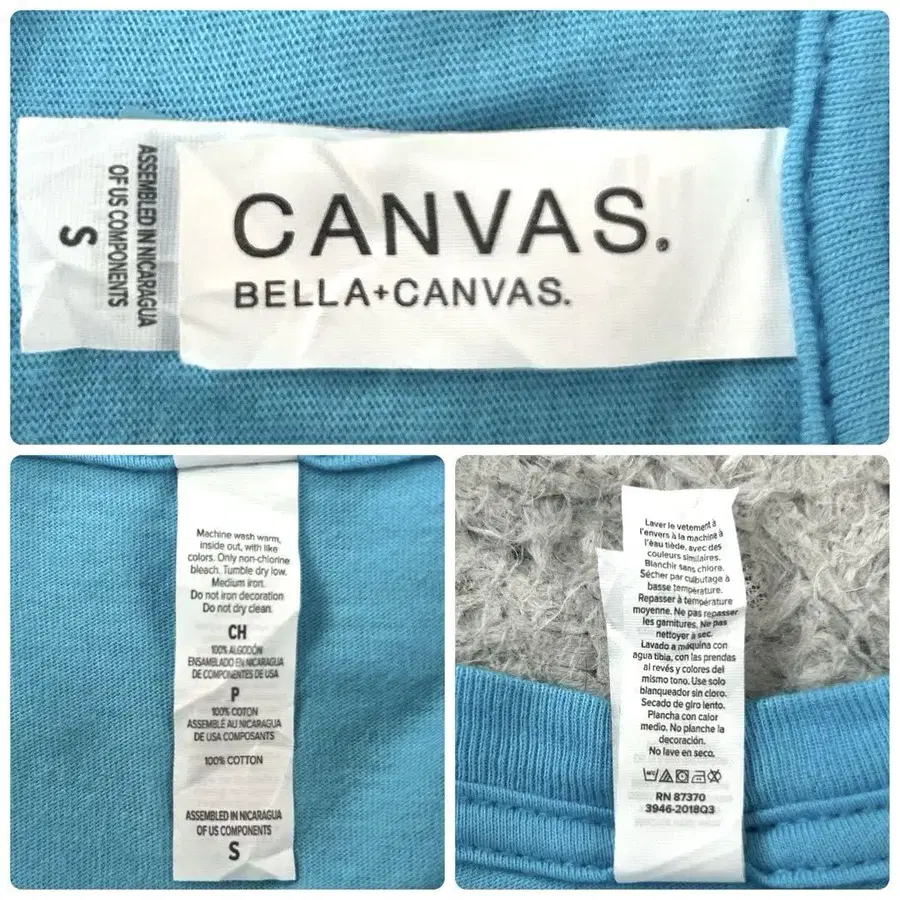 ASSEMBLED IN NICARAGUA
OF US COMPONENTS
S
CANVAS.
BELLA+CANVAS.
Machine wash warm,
inside out, with like
colors. Only non-chlorine
bleach. Tumble dry low.
Medium iron.
Do not iron decoration
Do not dry clean.
CH
100% ALGODÓN
ENSAMBLADO EN NICARAGUA
DE COMPONENTES DE USA
P
100% COTON
ASSEMBLÉ AU NICARAGUA
DE USA COMPOSANTS
100% COTTON
ASSEMBLED IN NICARAGUA
OF US COMPONENTS
S
Laver le vetement à
l'envers à la machine à
l'éau tiède, avec des
couleurs similaires.
Blanchir sans chlore.
Sécher par culbutage à
basse température.
Repasser à température
moyenne. Ne pas repasser
les garnitures. Ne pas
nettoyer à sec.
Lavado a máquina con
agua tibia, con las prendas
al revés y colores del
mismo tono. Use solo
blanqueador sin cloro.
Secado de giro lento.
Plancha con calor
medio. No planche la
decoración.
No lave en seco.
RN 87370
3946-2018Q3